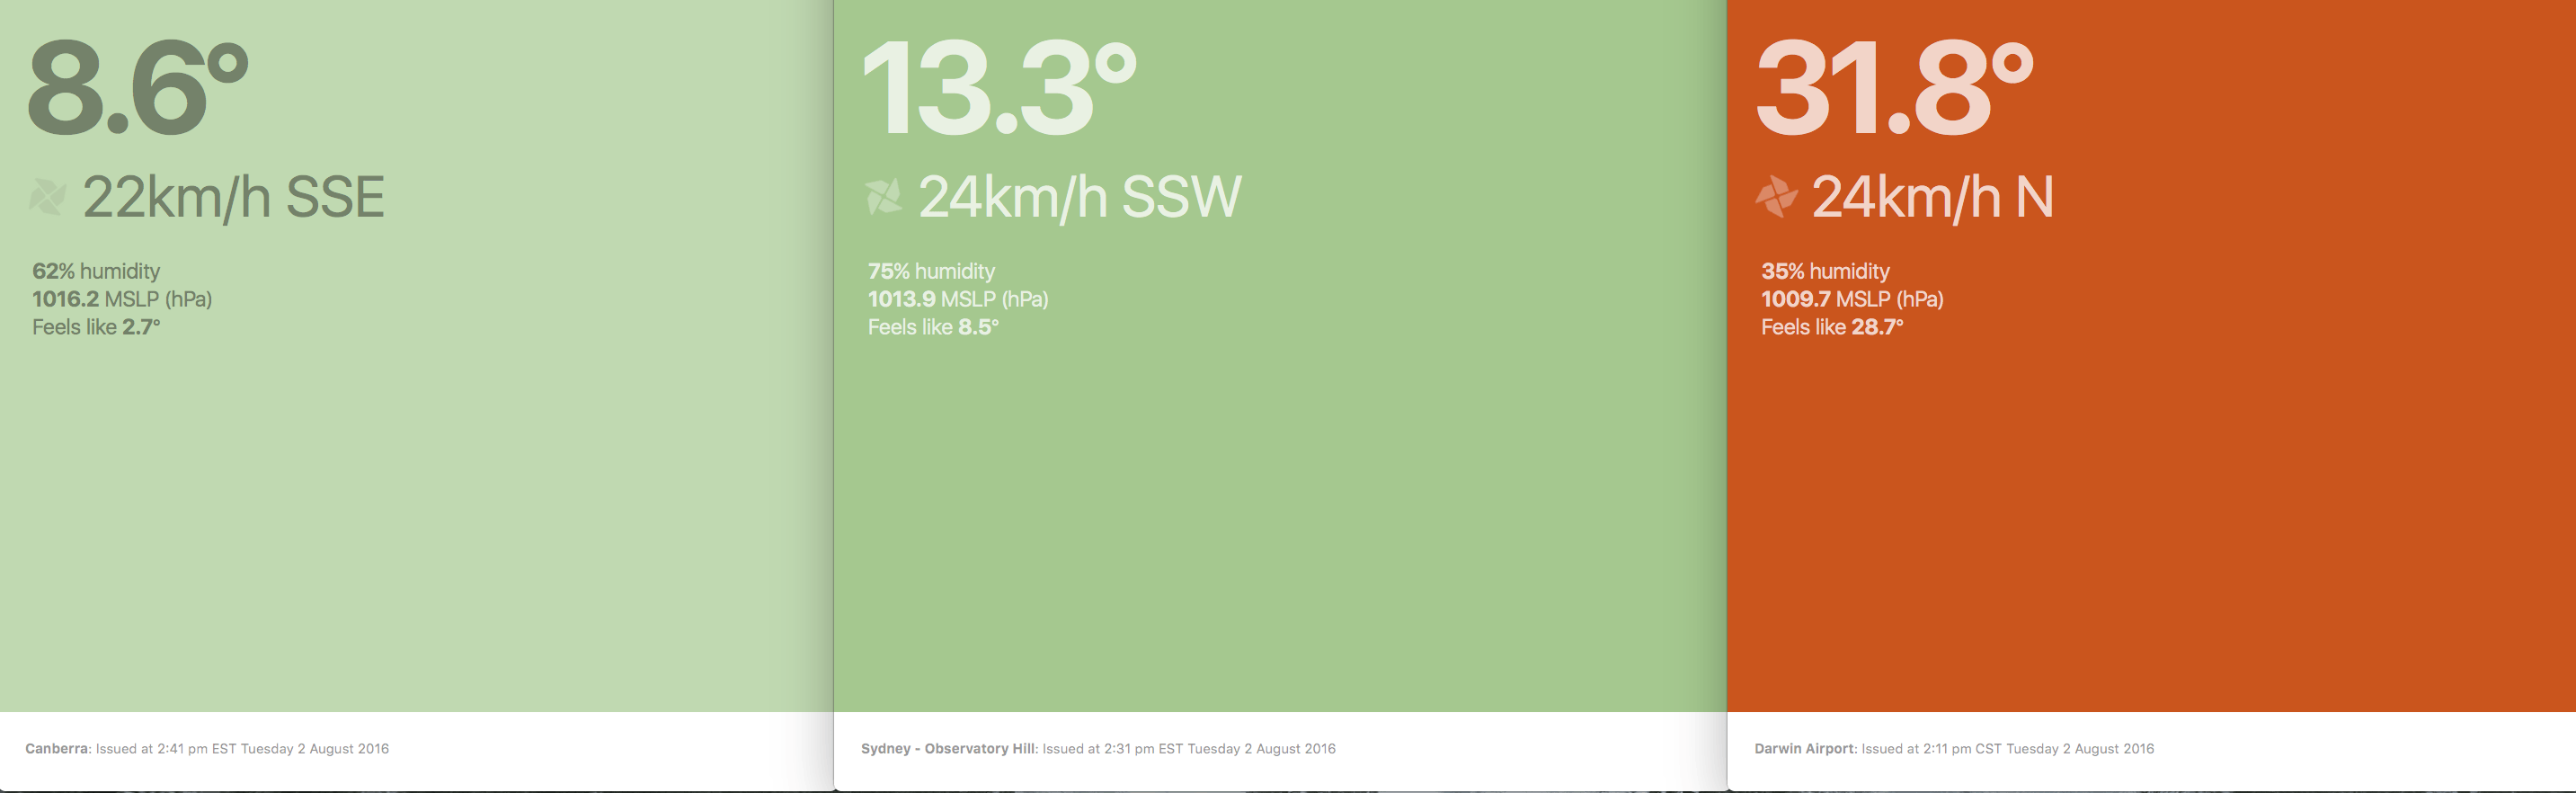 8.6°
22km/h SSE
62% humidity
1016.2 MSLP (hPa)
Feels like 2.7°
Canberra: Issued at 2:41 pm EST Tuesday 2 August 2016
13.3°
24km/h SSW
75% humidity
1013.9 MSLP (hPa)
Feels like 8.5°
Sydney - Observatory Hill: Issued at 2:31 pm EST Tuesday 2 August 2016
31.8°
24km/h N
35% humidity
1009.7 MSLP (hPa)
Feels like 28.7°
Darwin Airport: Issued at 2:11 pm CST Tuesday 2 August 2016